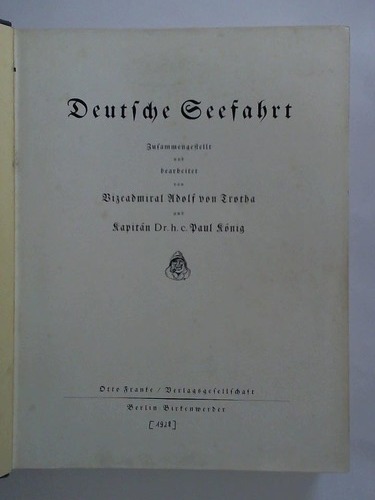 Deutsche Seefahrt
Zusammengestellt
und
bearbeitet
von
Vizeadmiral Adolf von Trotha
und
Kapitän Dr. h. c. Paul König
Otto Franke / Verlagsgesellschaft
Berlin Birkenwerder
[1928]